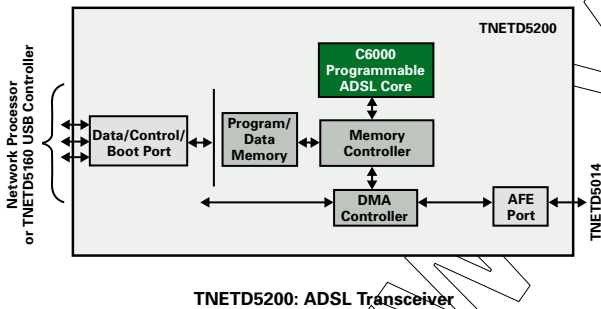 TNETD5200
C6000
Programmable
ADSL Core
Network Processor
or TNETD5160 USB Controller
Data/Control/
Boot Port
Program/
Data
Memory
Memory
Controller
DMA
Controller
AFE
Port
TNETD5014
TNETD5200: ADSL Transceiver